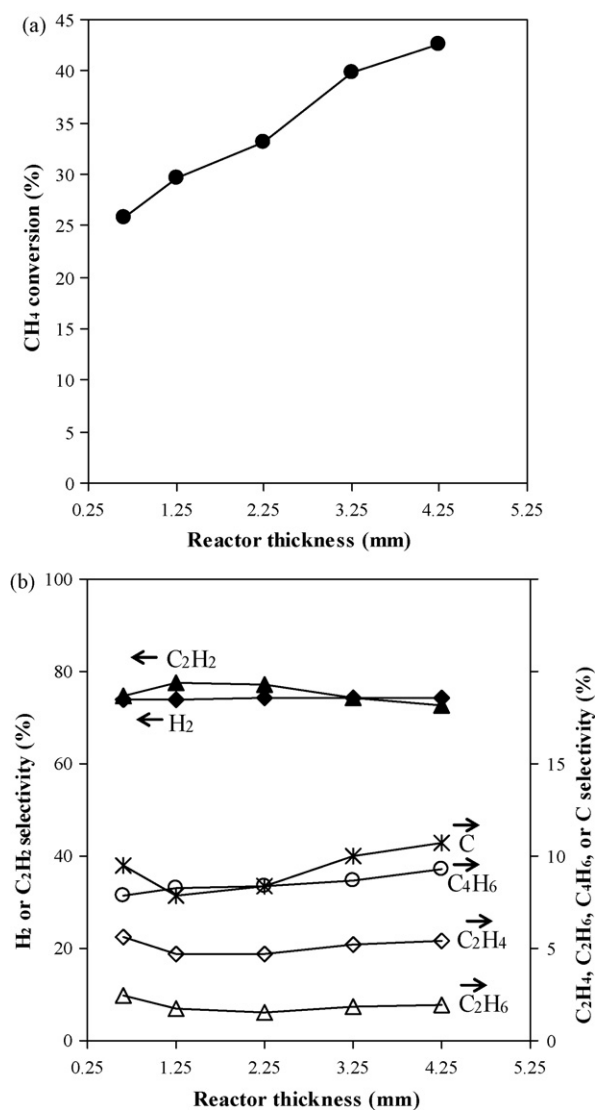 (a)
45
40
35
30
25
20
15
10
5
0
CH₄ conversion (%)
0.25 1.25 2.25 3.25 4.25 5.25
Reactor thickness (mm)
(b)
100
80
60
40
20
0
H₂ or C₂H₂ selectivity (%)
← C₂H₂
← H₂
→ C
→ C₄H₆
→ C₂H₄
→ C₂H₆
15
10
5
0
C₂H₄, C₂H₆, C₄H₆, or C selectivity (%)
0.25 1.25 2.25 3.25 4.25 5.25
Reactor thickness (mm)